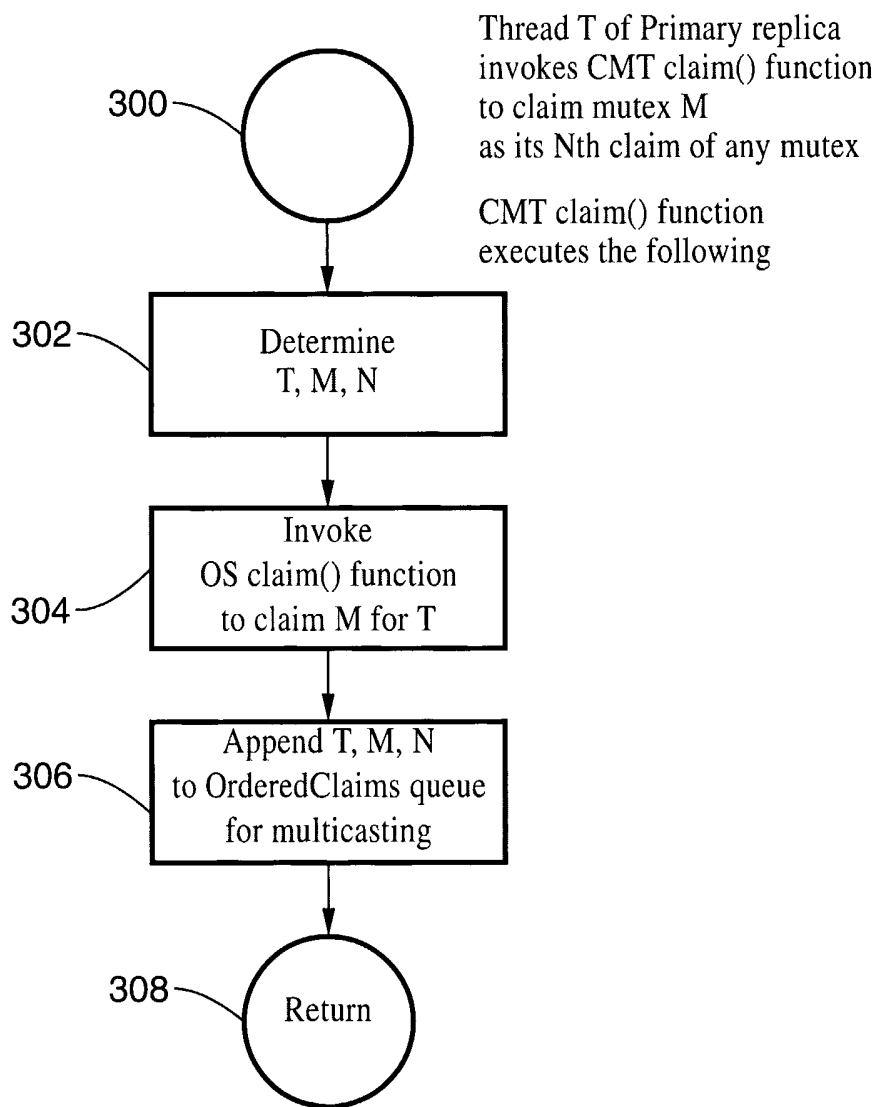 Thread T of Primary replica
invokes CMT claim() function
to claim mutex M
as its Nth claim of any mutex
CMT claim() function
executes the following
300
302
Determine
T, M, N
304
Invoke
OS claim() function
to claim M for T
306
Append T, M, N
to OrderedClaims queue
for multicasting
308
Return